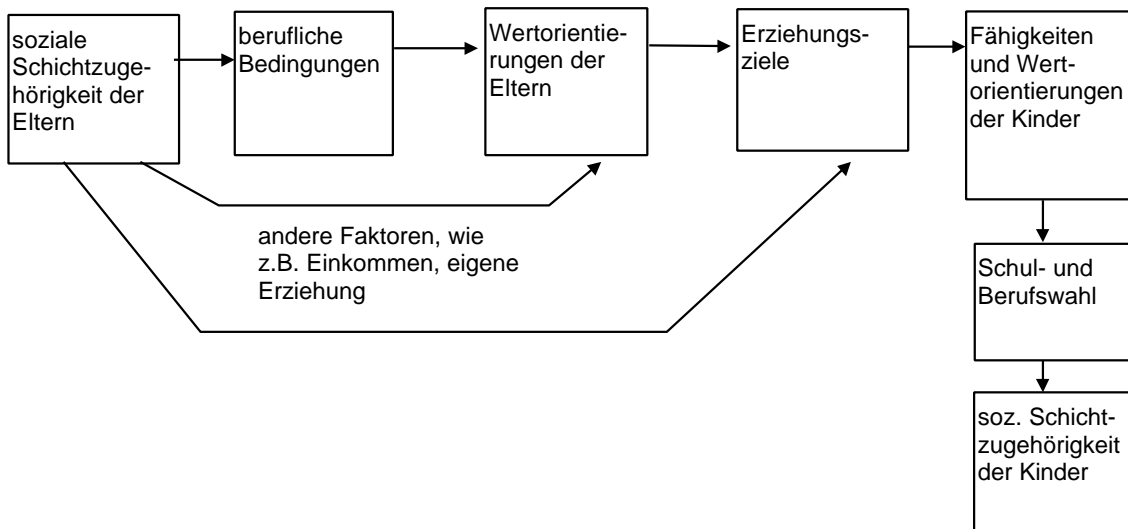 soziale
Schichtzuge-
hörigkeit der
Eltern
berufliche
Bedingungen
Wertorientie-
rungen der
Eltern
Erziehungs-
ziele
Fähigkeiten
und Wert-
orientierungen
der Kinder
andere Faktoren, wie
z.B. Einkommen, eigene
Erziehung
Schul- und
Berufswahl
soz. Schicht-
zugehörigkeit
der Kinder